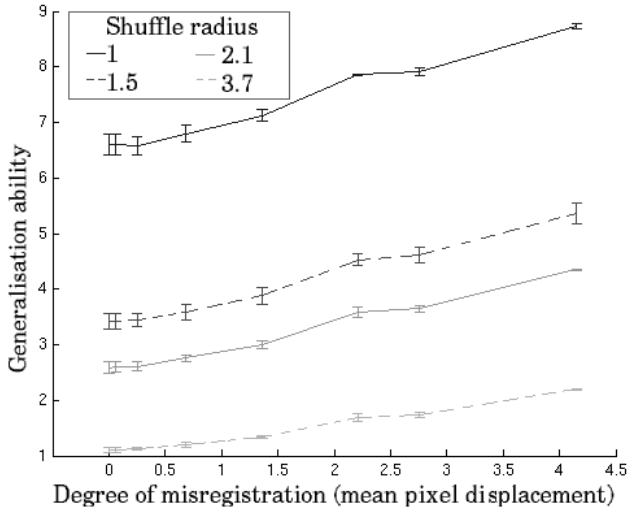 9
8
7
6
5
4
3
2
1
Generalisation ability
Shuffle radius
1 2.1
1.5 3.7
0 0.5 1 1.5 2 2.5 3 3.5 4 4.5
Degree of misregistration (mean pixel displacement)